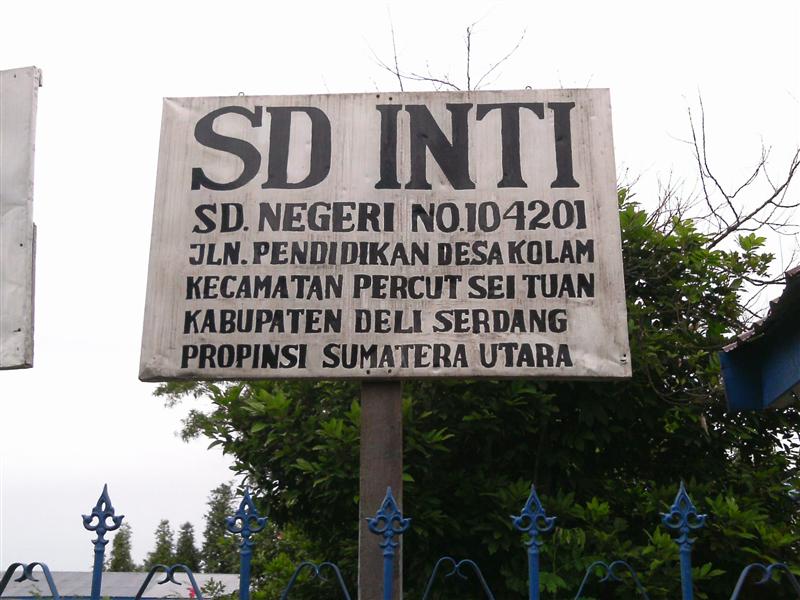 SD INTI
SD. NEGERI NO.104201
JLN. PENDIDIKAN DESA KOLAM
KECAMATAN PERCUT SEI TUAN
KABUPATEN DELI SERDANG
PROPINSI SUMATERA UTARA